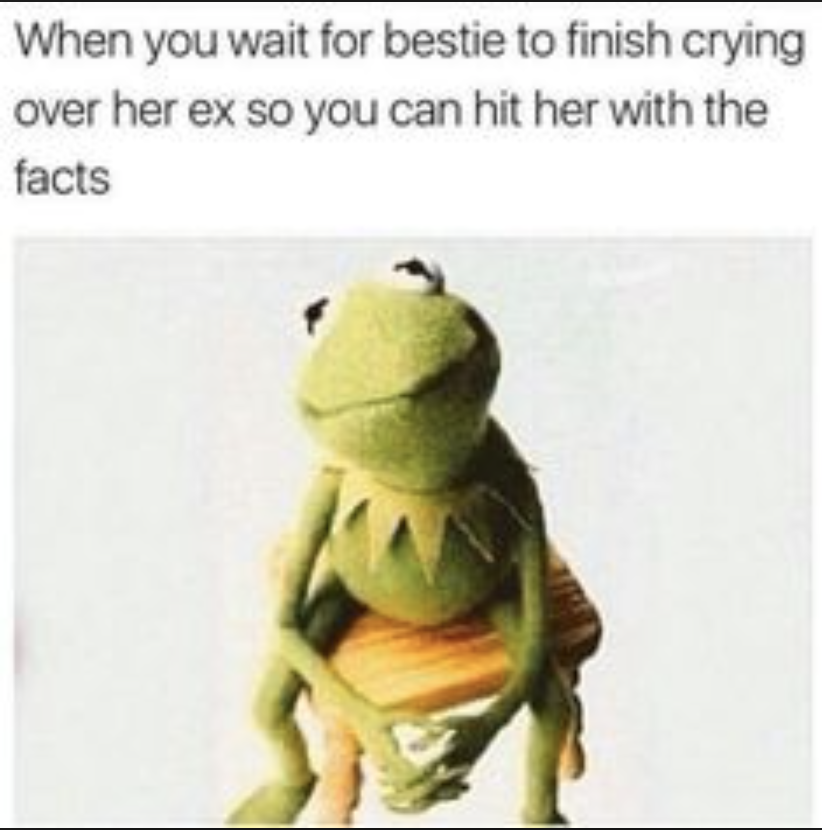 When you wait for bestie to finish crying
over her ex so you can hit her with the
facts